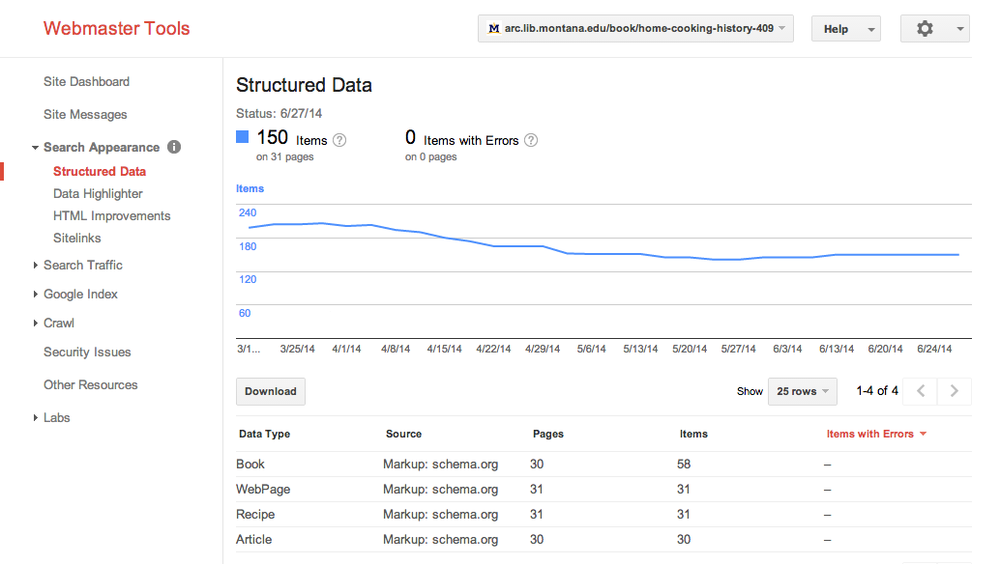 Webmaster Tools
M arc.lib.montana.edu/book/home-cooking-history-409
Help
Site Dashboard
Site Messages
Search Appearance i
Structured Data
Data Highlighter
HTML Improvements
Sitelinks
Search Traffic
Google Index
Crawl
Security Issues
Other Resources
Labs
Structured Data
Status: 6/27/14
150 Items ?
on 31 pages
0 Items with Errors ?
on 0 pages
Items
240
180
120
60
3/1... 3/25/14 4/1/14 4/8/14 4/15/14 4/22/14 4/29/14 5/6/14 5/13/14 5/20/14 5/27/14 6/3/14 6/13/14 6/20/14 6/24/14
Download
Show 25 rows 1-4 of 4
Data Type Source Pages Items Items with Errors
Book Markup: schema.org 30 58 –
WebPage Markup: schema.org 31 31 –
Recipe Markup: schema.org 31 31 –
Article Markup: schema.org 30 30 –